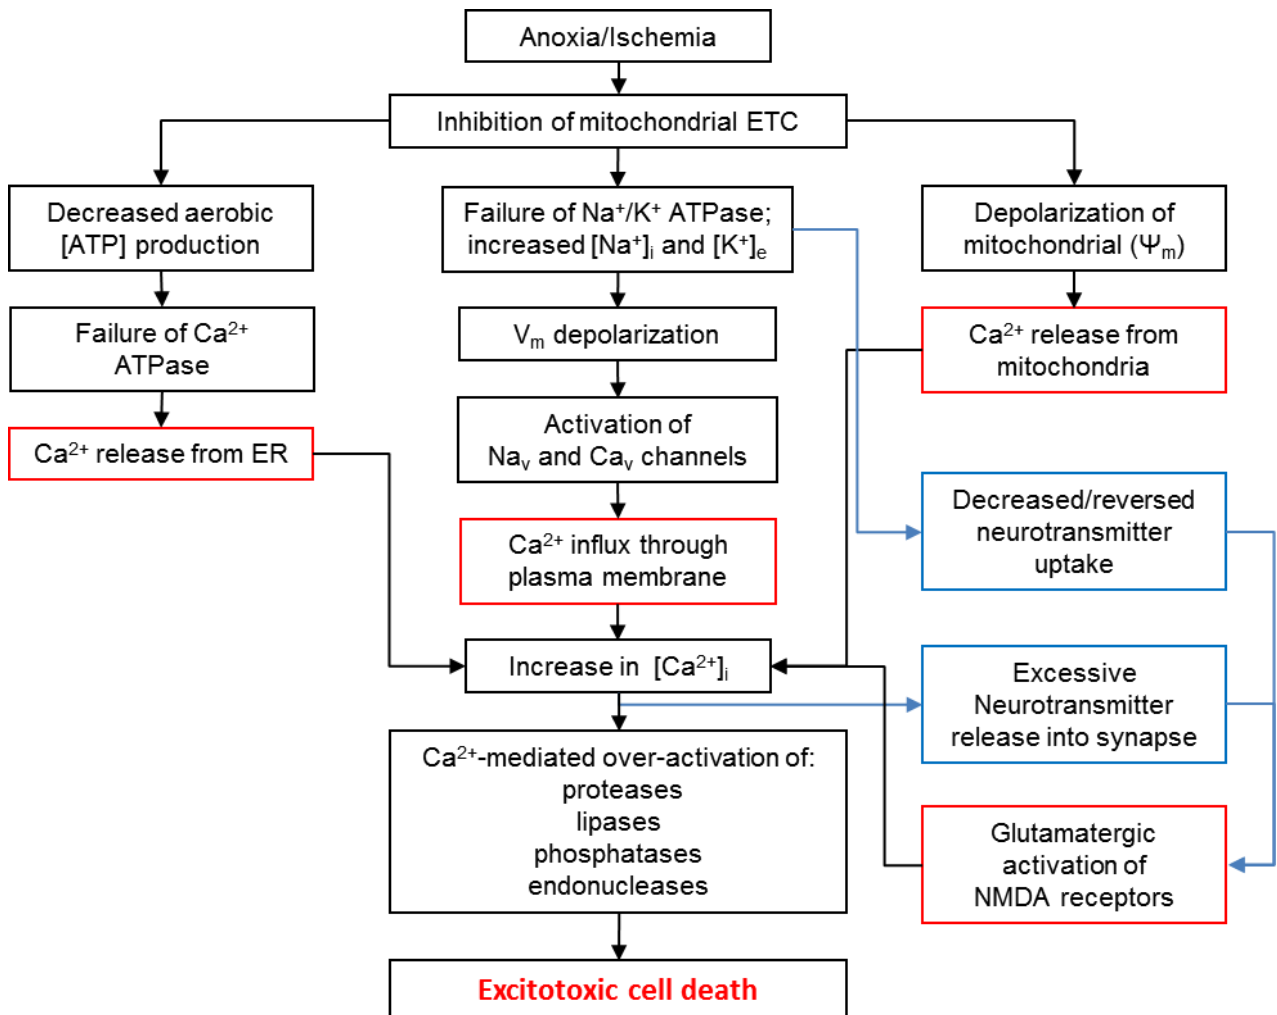 Anoxia/Ischemia
Inhibition of mitochondrial ETC
Decreased aerobic
[ATP] production
Failure of Na⁺/K⁺ ATPase;
increased [Na⁺]ᵢ and [K⁺]ₑ
Depolarization of
mitochondrial (Ψₘ)
Failure of Ca²⁺
ATPase
Vₘ depolarization
Ca²⁺ release from
mitochondria
Ca²⁺ release from ER
Activation of
Naᵥ and Caᵥ channels
Decreased/reversed
neurotransmitter
uptake
Ca²⁺ influx through
plasma membrane
Increase in [Ca²⁺]ᵢ
Excessive
Neurotransmitter
release into synapse
Ca²⁺-mediated over-activation of:
proteases
lipases
phosphatases
endonucleases
Glutamatergic
activation of
NMDA receptors
Excitotoxic cell death